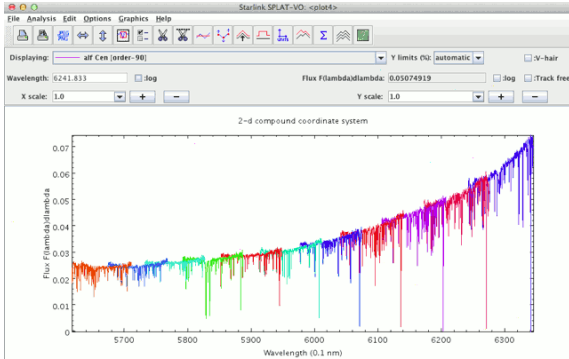 Starlink SPLAT-VO: <plot4>
File Analysis Edit Options Graphics Help
Displaying: alf Cen [order-90] Y limits (%): automatic :V-hair
Wavelength: 6241.833 :log Flux F(lambda)dlambda: 0.05074919 :log :Track free
X scale: 1.0 + − Y scale: 1.0 + −
2-d compound coordinate system
Flux F(lambda)dlambda
0.07
0.06
0.05
0.04
0.03
0.02
0.01
0
5700 5800 5900 6000 6100 6200 6300
Wavelength (0.1 nm)